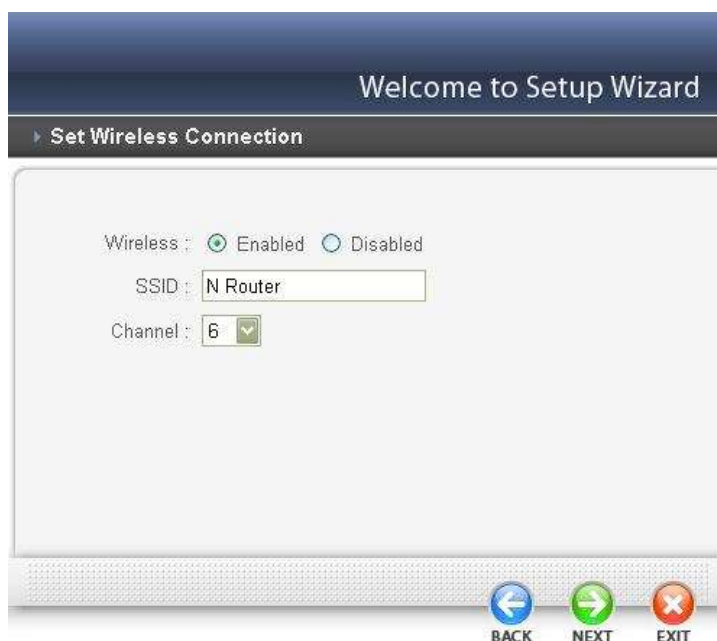 Welcome to Setup Wizard
Set Wireless Connection
Wireless : Enabled Disabled
SSID : N Router
Channel : 6
BACK NEXT EXIT